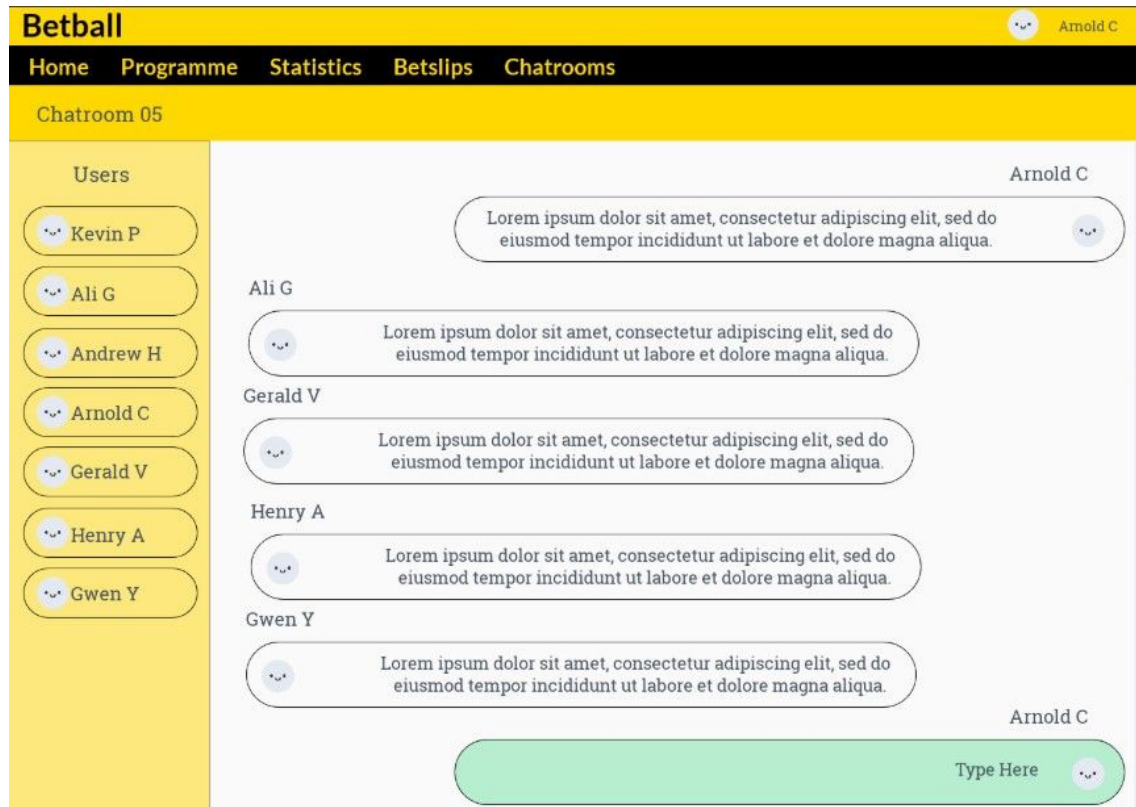 Betball
Arnold C
Home Programme Statistics Betslips Chatrooms
Chatroom 05
Users
Kevin P
Ali G
Andrew H
Arnold C
Gerald V
Henry A
Gwen Y
Arnold C
Lorem ipsum dolor sit amet, consectetur adipiscing elit, sed do
eiusmod tempor incididunt ut labore et dolore magna aliqua.
Ali G
Lorem ipsum dolor sit amet, consectetur adipiscing elit, sed do
eiusmod tempor incididunt ut labore et dolore magna aliqua.
Gerald V
Lorem ipsum dolor sit amet, consectetur adipiscing elit, sed do
eiusmod tempor incididunt ut labore et dolore magna aliqua.
Henry A
Lorem ipsum dolor sit amet, consectetur adipiscing elit, sed do
eiusmod tempor incididunt ut labore et dolore magna aliqua.
Gwen Y
Lorem ipsum dolor sit amet, consectetur adipiscing elit, sed do
eiusmod tempor incididunt ut labore et dolore magna aliqua.
Arnold C
Type Here